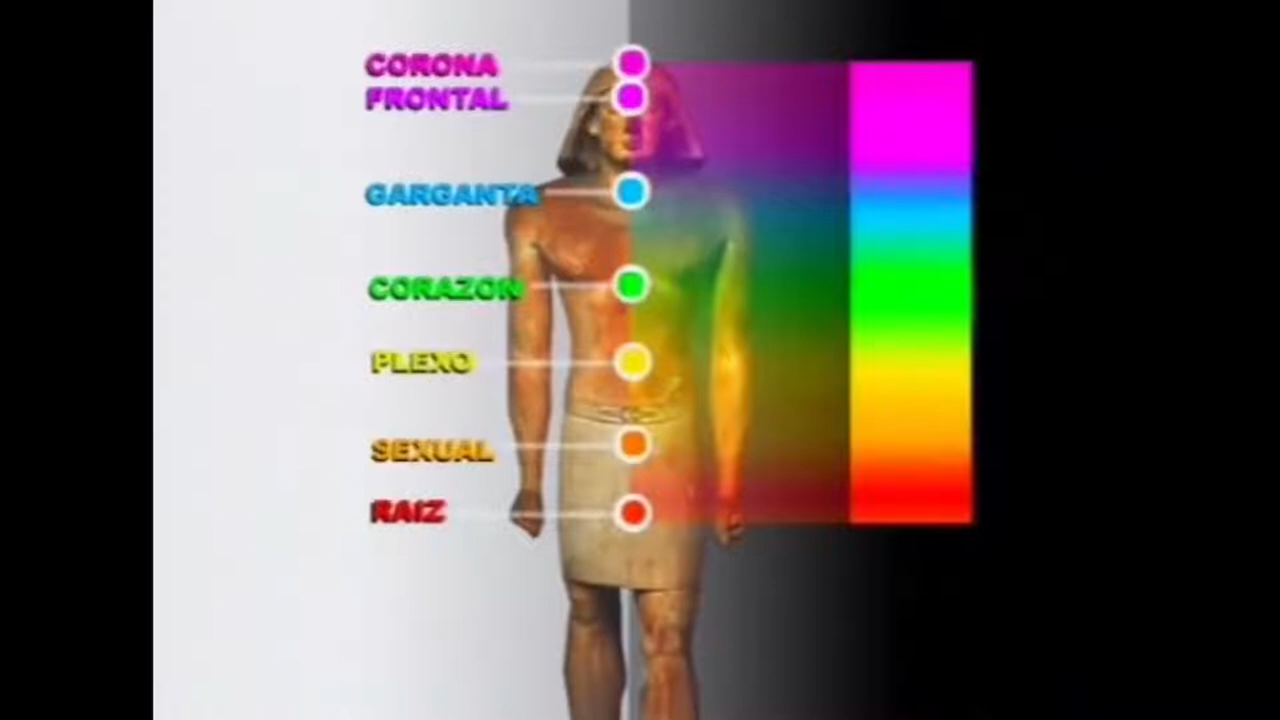 CORONA
FRONTAL
GARGANTA
CORAZON
PLEXO
SEXUAL
RAIZ